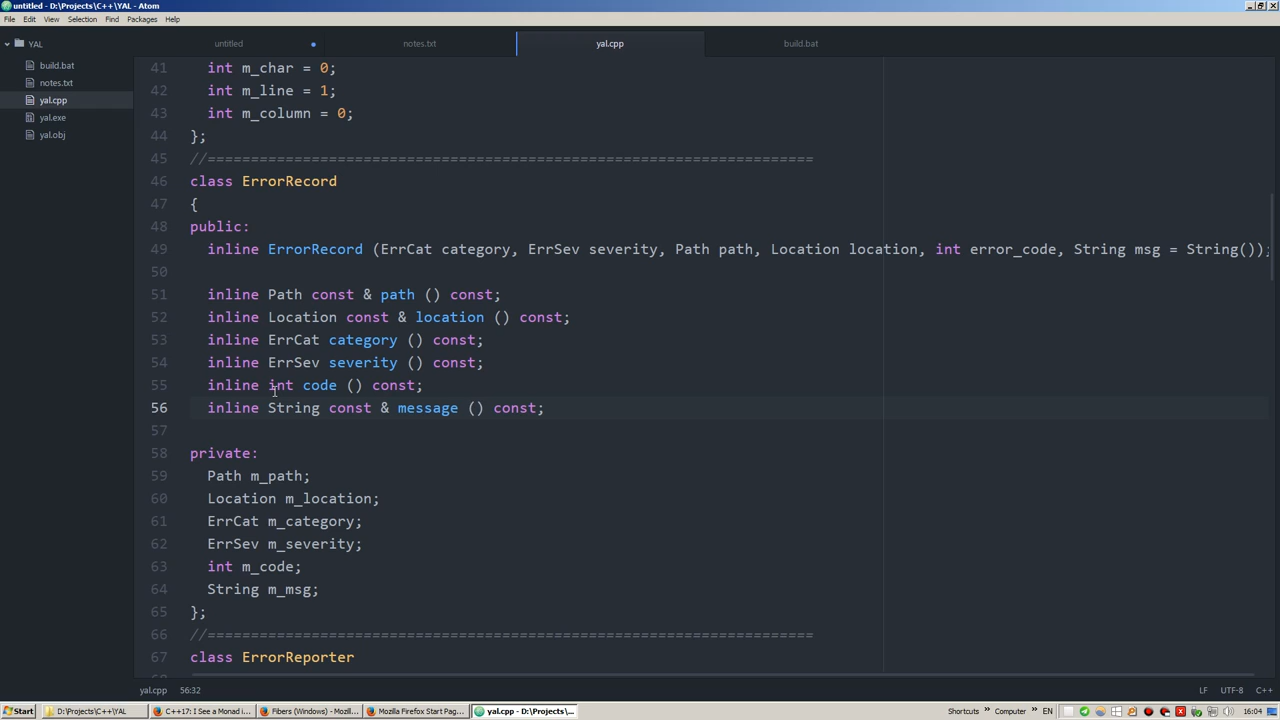 untitled - D:\Projects\C++\YAL - Atom
File Edit View Selection Find Packages Help
YAL
build.bat
notes.txt
yal.cpp
yal.exe
yal.obj
untitled notes.txt yal.cpp build.bat
41 int m_char = 0;
42 int m_line = 1;
43 int m_column = 0;
44 };
45 //======================================================================
46 class ErrorRecord
47 {
48 public:
49 inline ErrorRecord (ErrCat category, ErrSev severity, Path path, Location location, int error_code, String msg = String());
50
51 inline Path const & path () const;
52 inline Location const & location () const;
53 inline ErrCat category () const;
54 inline ErrSev severity () const;
55 inline int code () const;
56 inline String const & message () const;
57
58 private:
59 Path m_path;
60 Location m_location;
61 ErrCat m_category;
62 ErrSev m_severity;
63 int m_code;
64 String m_msg;
65 };
66 //======================================================================
67 class ErrorReporter
yal.cpp 56:32 LF UTF-8 C++
Start D:\Projects\C++\YAL C++17: I See a Monad i... Fibers (Windows) - Mozil... Mozilla Firefox Start Pag... yal.cpp - D:\Projects\... Shortcuts » Computer » EN 16:04